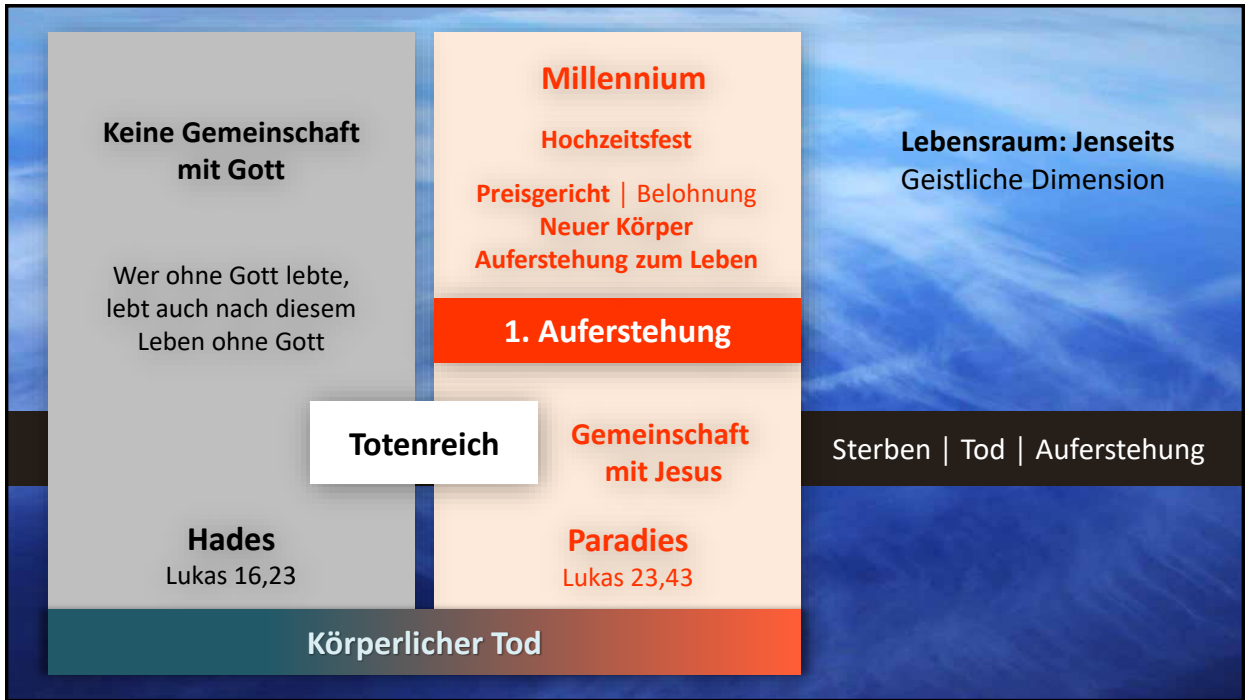 Keine Gemeinschaft
mit Gott
Wer ohne Gott lebte,
lebt auch nach diesem
Leben ohne Gott
Millennium
Hochzeitsfest
Preisgericht | Belohnung
Neuer Körper
Auferstehung zum Leben
1. Auferstehung
Lebensraum: Jenseits
Geistliche Dimension
Totenreich
Gemeinschaft
mit Jesus
Sterben | Tod | Auferstehung
Hades
Lukas 16,23
Paradies
Lukas 23,43
Körperlicher Tod